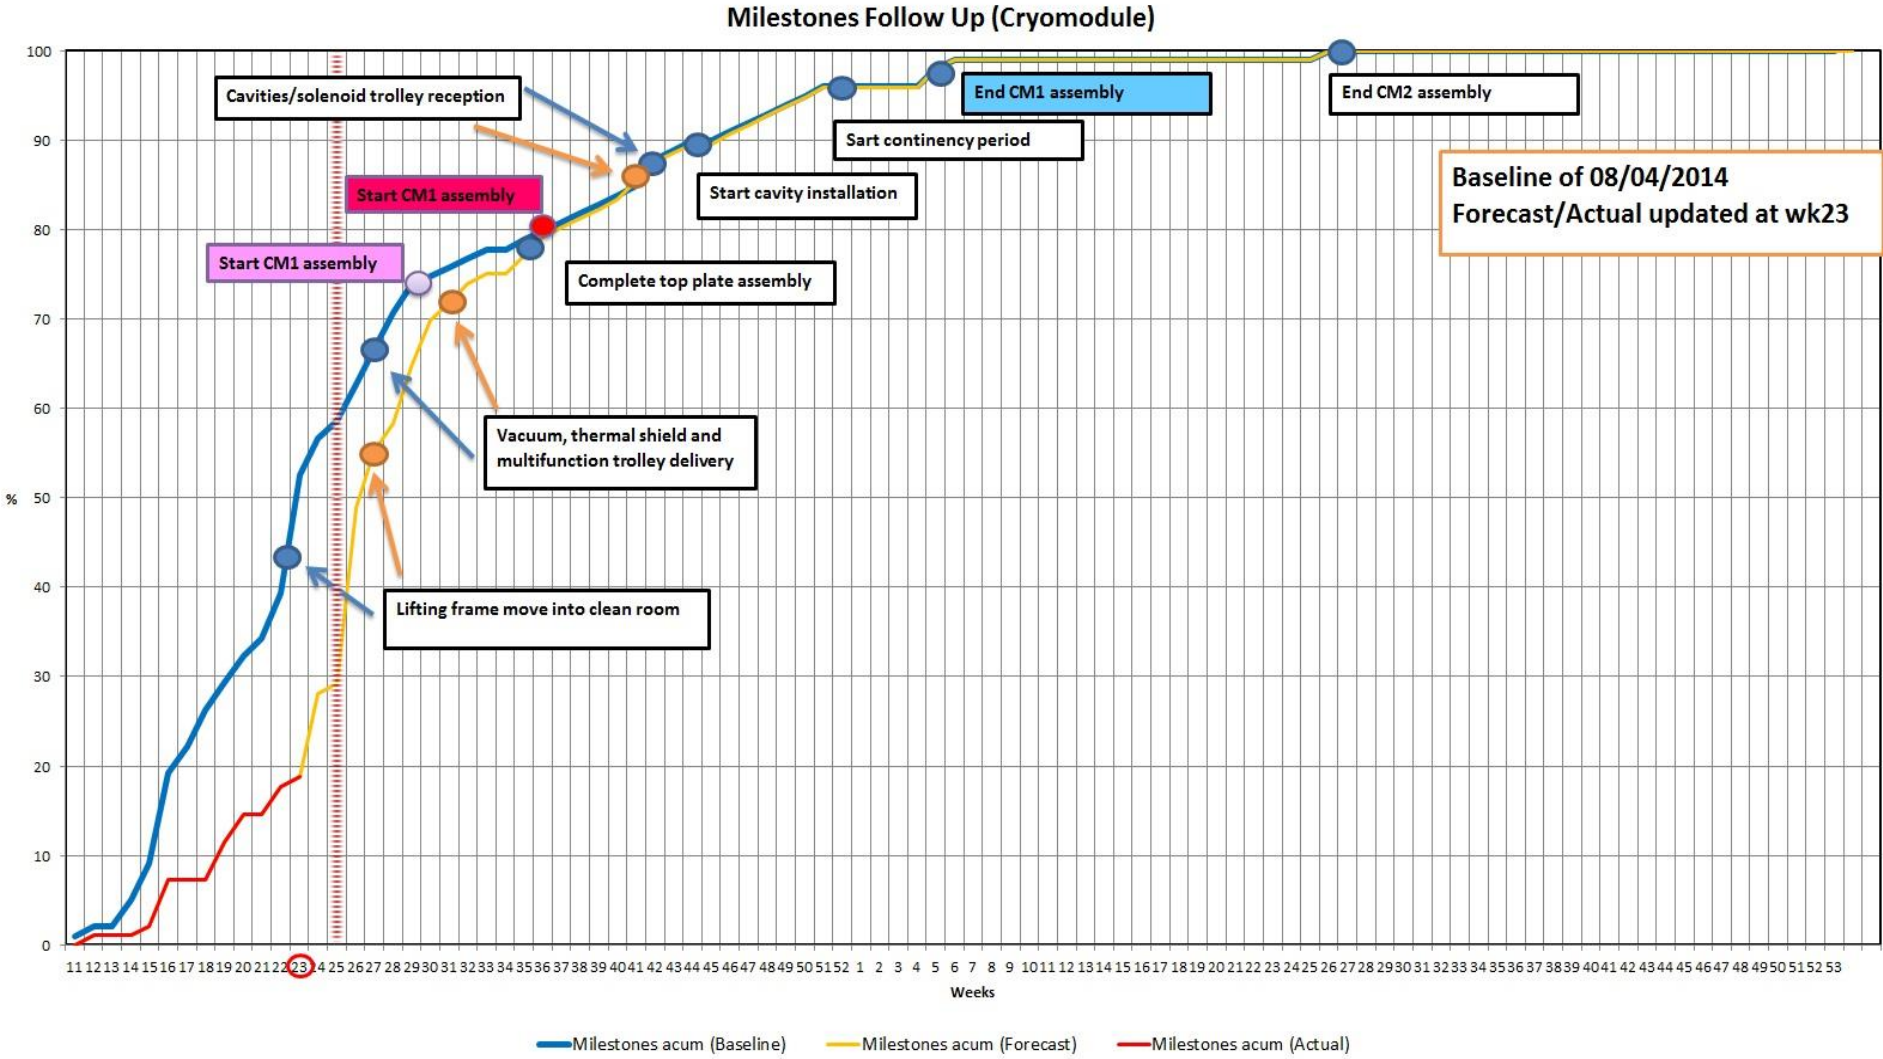 Milestones Follow Up (Cryomodule)
100
90
80
70
60
50
40
30
20
10
0
%
Cavities/solenoid trolley reception
End CM1 assembly
End CM2 assembly
Sart continency period
Baseline of 08/04/2014
Forecast/Actual updated at wk23
Start CM1 assembly
Start cavity installation
Start CM1 assembly
Complete top plate assembly
Vacuum, thermal shield and
multifunction trolley delivery
Lifting frame move into clean room
11 12 13 14 15 16 17 18 19 20 21 22 23 24 25 26 27 28 29 30 31 32 33 34 35 36 37 38 39 40 41 42 43 44 45 46 47 48 49 50 51 52 1 2 3 4 5 6 7 8 9 10 11 12 13 14 15 16 17 18 19 20 21 22 23 24 25 26 27 28 29 30 31 32 33 34 35 36 37 38 39 40 41 42 43 44 45 46 47 48 49 50 51 52 53
Weeks
Milestones acum (Baseline) Milestones acum (Forecast) Milestones acum (Actual)